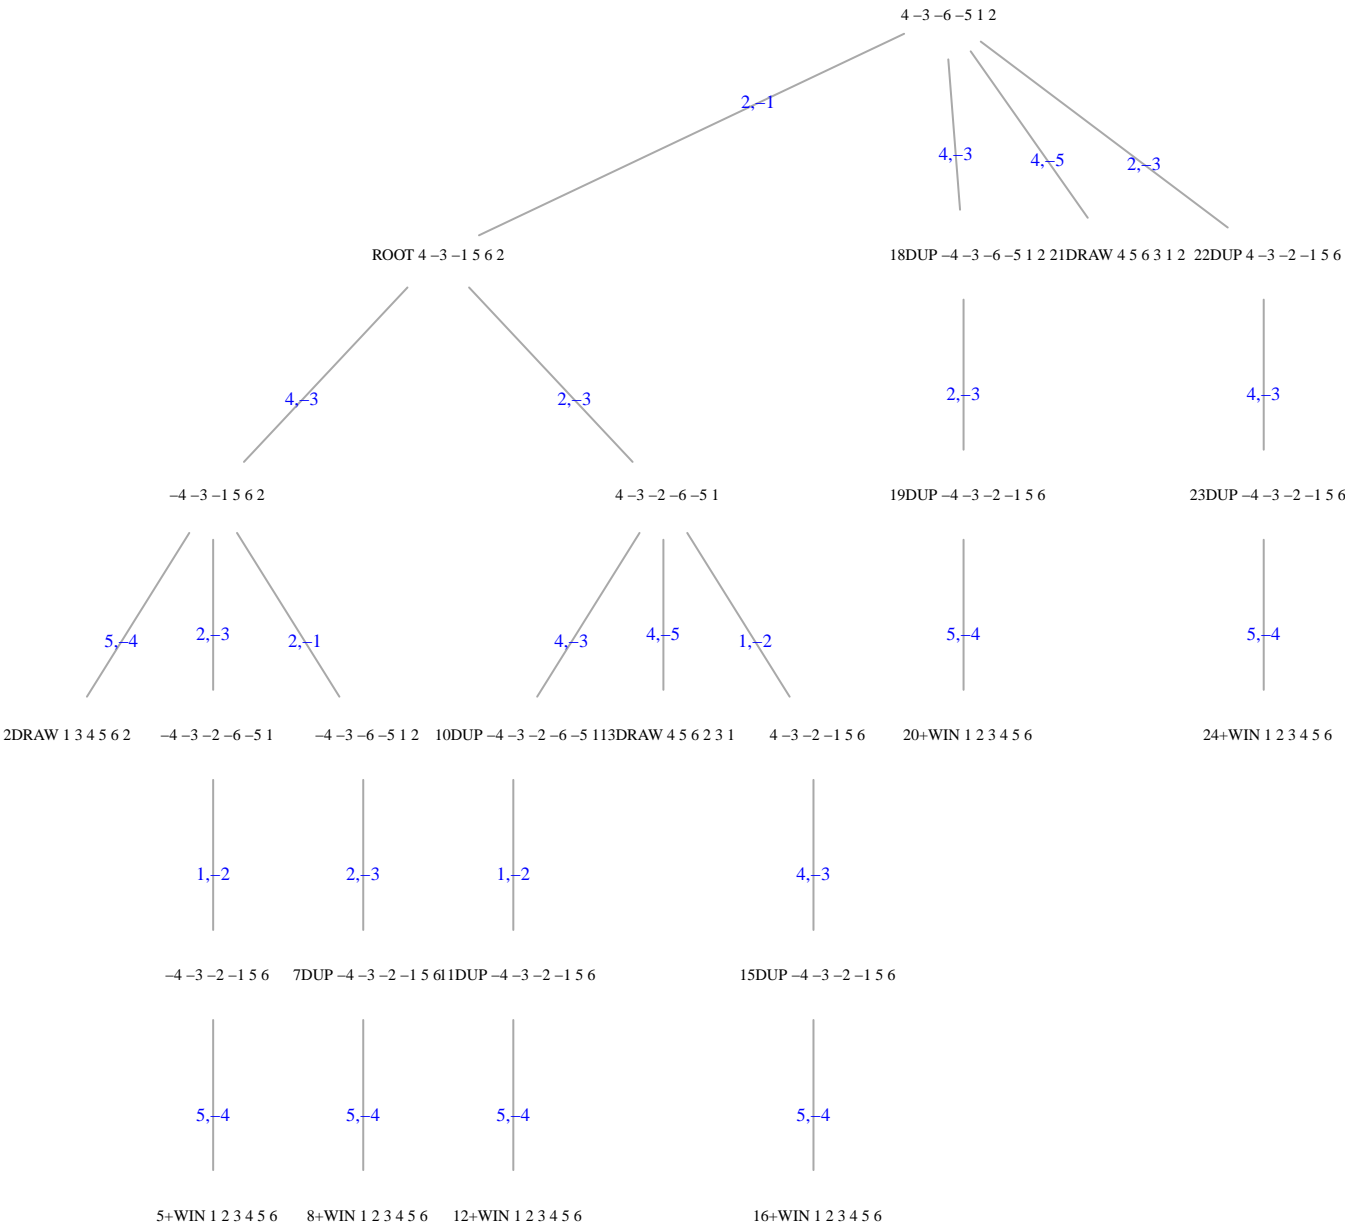 4 −3 −6 −5 1 2
2,−1
4,−3
4,−5
2,−3
ROOT 4 −3 −1 5 6 2
18DUP −4 −3 −6 −5 1 2
21DRAW 4 5 6 3 1 2
22DUP 4 −3 −2 −1 5 6
4,−3
2,−3
2,−3
4,−3
−4 −3 −1 5 6 2
4 −3 −2 −6 −5 1
19DUP −4 −3 −2 −1 5 6
23DUP −4 −3 −2 −1 5 6
5,−4
2,−3
2,−1
4,−3
4,−5
1,−2
5,−4
5,−4
2DRAW 1 3 4 5 6 2
−4 −3 −2 −6 −5 1
−4 −3 −6 −5 1 2
10DUP −4 −3 −2 −6 −5 1
13DRAW 4 5 6 2 3 1
4 −3 −2 −1 5 6
20+WIN 1 2 3 4 5 6
24+WIN 1 2 3 4 5 6
1,−2
2,−3
1,−2
4,−3
−4 −3 −2 −1 5 6
7DUP −4 −3 −2 −1 5 6
11DUP −4 −3 −2 −1 5 6
15DUP −4 −3 −2 −1 5 6
5,−4
5,−4
5,−4
5,−4
5+WIN 1 2 3 4 5 6
8+WIN 1 2 3 4 5 6
12+WIN 1 2 3 4 5 6
16+WIN 1 2 3 4 5 6